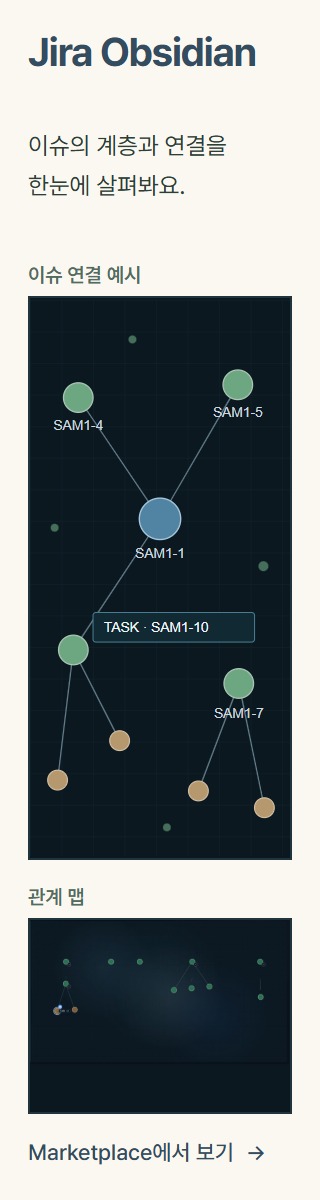 Jira Obsidian
이슈의 계층과 연결을
한눈에 살펴봐요.
이슈 연결 예시
SAM1-4
SAM1-5
SAM1-1
TASK · SAM1-10
SAM1-7
관계 맵
Marketplace에서 보기 →